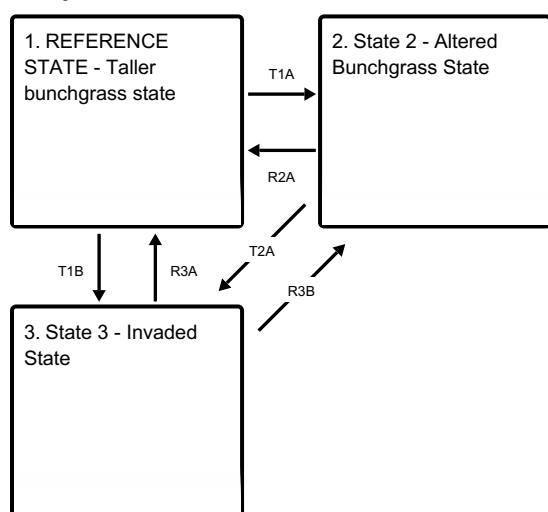 1. REFERENCE
STATE - Taller
bunchgrass state
2. State 2 - Altered
Bunchgrass State
T1A
R2A
T2A
T1B
R3A
R3B
3. State 3 - Invaded
State